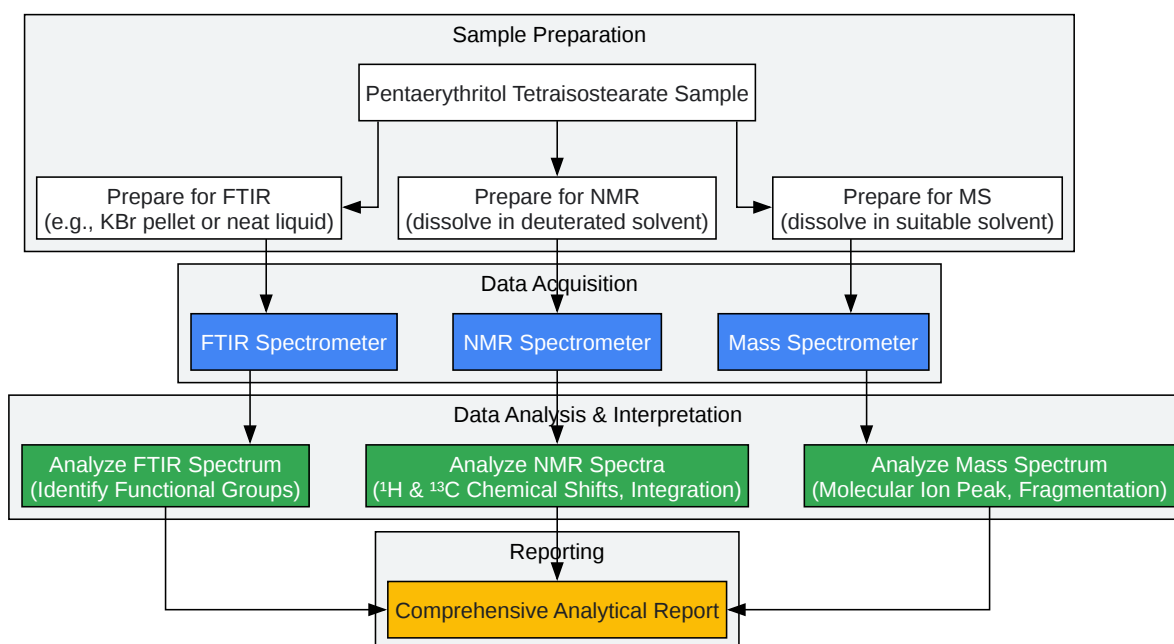 Sample Preparation
Pentaerythritol Tetraisostearate Sample
Prepare for FTIR
(e.g., KBr pellet or neat liquid)
Prepare for NMR
(dissolve in deuterated solvent)
Prepare for MS
(dissolve in suitable solvent)
Data Acquisition
FTIR Spectrometer
NMR Spectrometer
Mass Spectrometer
Data Analysis & Interpretation
Analyze FTIR Spectrum
(Identify Functional Groups)
Analyze NMR Spectra
(¹H & ¹³C Chemical Shifts, Integration)
Analyze Mass Spectrum
(Molecular Ion Peak, Fragmentation)
Reporting
Comprehensive Analytical Report